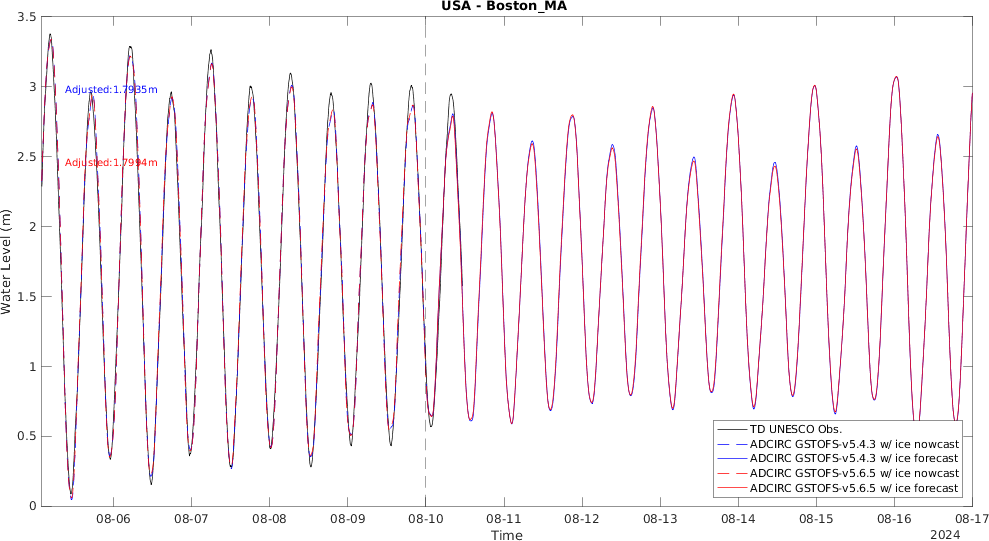 USA - Boston_MA
3.5
3
2.5
2
1.5
1
0.5
0
Water Level (m)
Adjusted:1.7935m
Adjusted:1.7994m
TD UNESCO Obs.
ADCIRC GSTOFS-v5.4.3 w/ ice nowcast
ADCIRC GSTOFS-v5.4.3 w/ ice forecast
ADCIRC GSTOFS-v5.6.5 w/ ice nowcast
ADCIRC GSTOFS-v5.6.5 w/ ice forecast
08-06 08-07 08-08 08-09 08-10 08-11 08-12 08-13 08-14 08-15 08-16 08-17
Time
2024